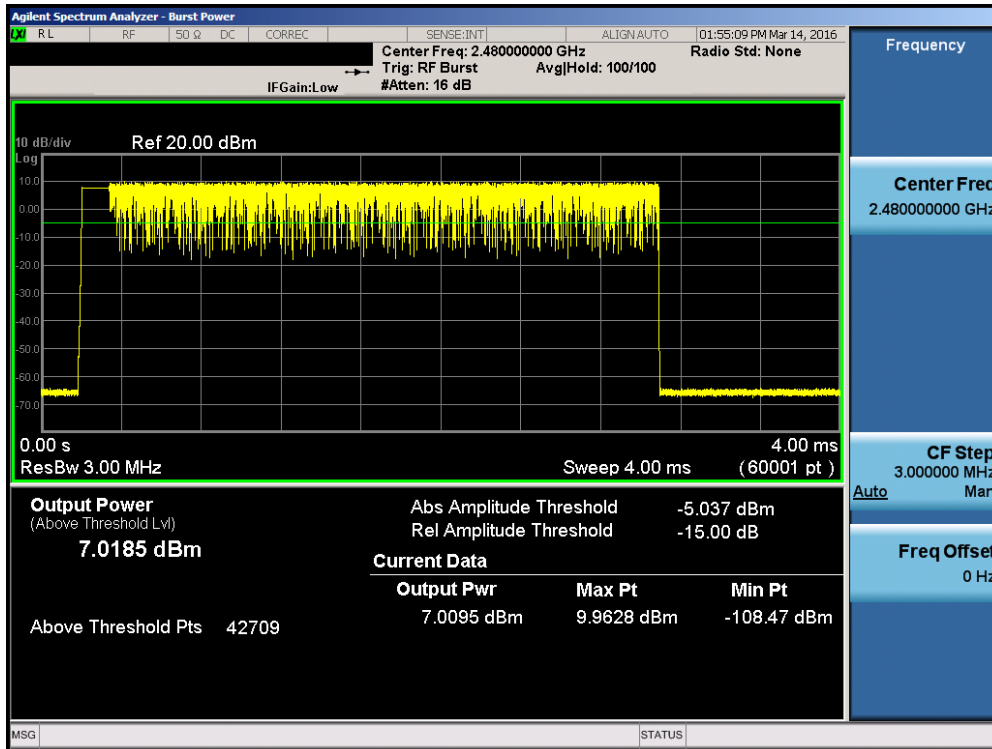 Agilent Spectrum Analyzer - Burst Power
LXI RL RF 50 Ω DC CORREC SENSE:INT ALIGN AUTO 01:55:09 PM Mar 14, 2016
Center Freq: 2.480000000 GHz Radio Std: None
Trig: RF Burst Avg|Hold: 100/100
IFGain:Low #Atten: 16 dB
10 dB/div Ref 20.00 dBm
Log
10.0
0.00
-10.0
-20.0
-30.0
-40.0
-50.0
-60.0
-70.0
0.00 s 4.00 ms
ResBw 3.00 MHz Sweep 4.00 ms (60001 pt)
Output Power
(Above Threshold Lvl)
7.0185 dBm
Above Threshold Pts 42709
Abs Amplitude Threshold -5.037 dBm
Rel Amplitude Threshold -15.00 dB
Current Data
Output Pwr Max Pt Min Pt
7.0095 dBm 9.9628 dBm -108.47 dBm
Frequency
Center Freq
2.480000000 GHz
CF Step
3.000000 MHz
Auto Man
Freq Offset
0 Hz
MSG STATUS